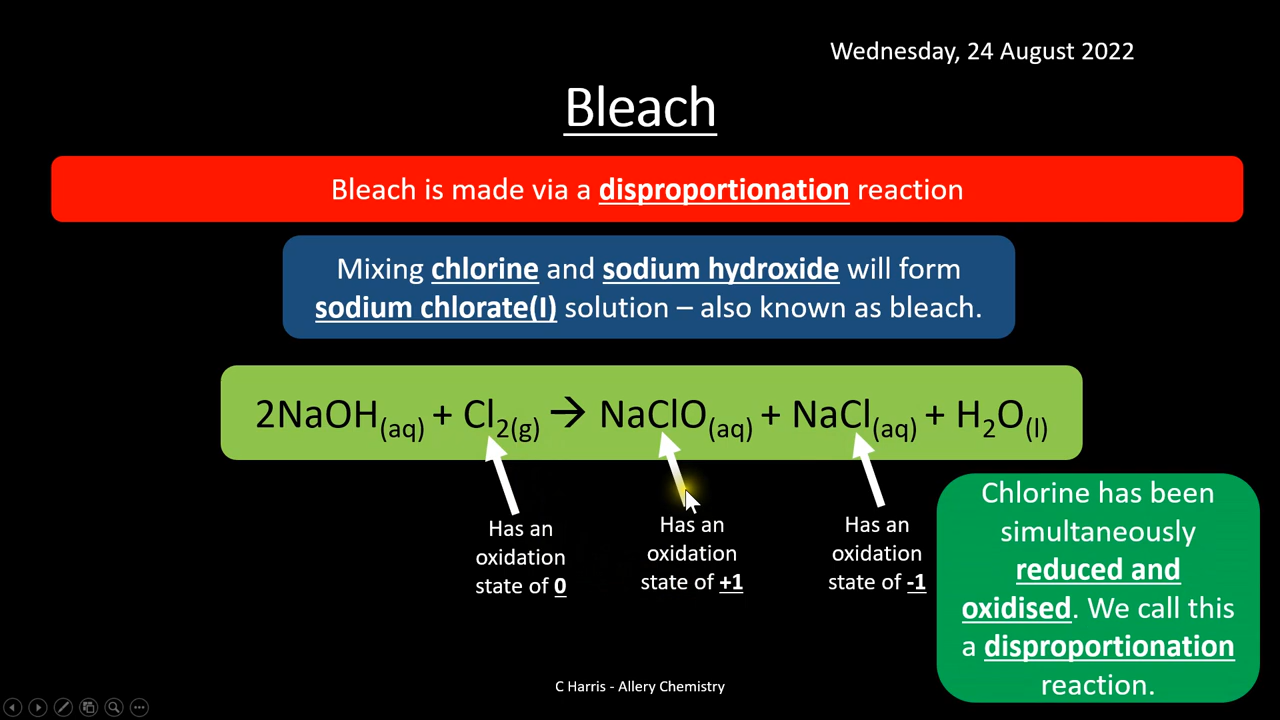 Wednesday, 24 August 2022
Bleach
Bleach is made via a disproportionation reaction
Mixing chlorine and sodium hydroxide will form
sodium chlorate(I) solution – also known as bleach.
2NaOH(aq) + Cl2(g) → NaClO(aq) + NaCl(aq) + H2O(l)
Has an
oxidation
state of 0
Has an
oxidation
state of +1
Has an
oxidation
state of -1
Chlorine has been
simultaneously
reduced and
oxidised. We call this
a disproportionation
reaction.
C Harris - Allery Chemistry